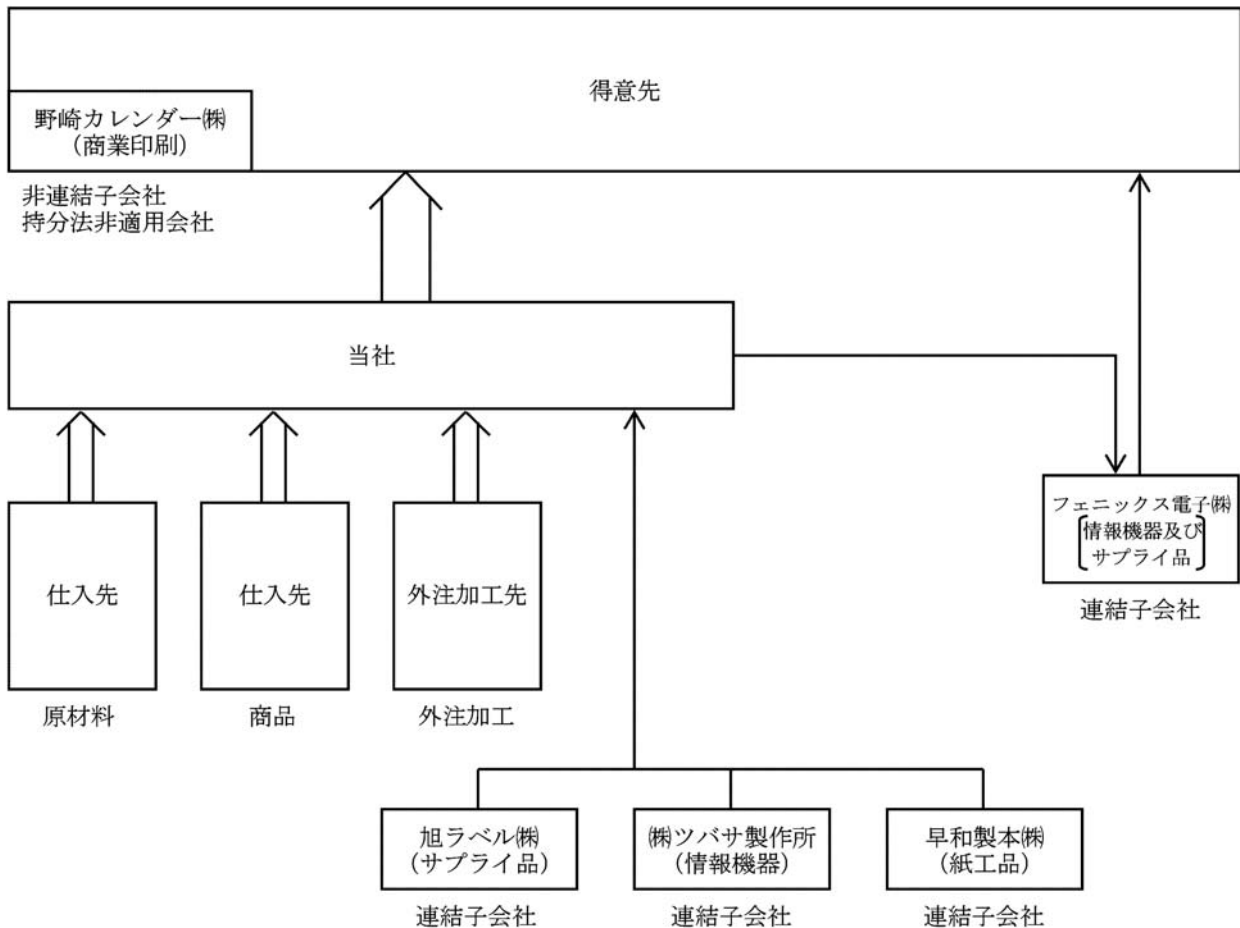 得意先
野崎カレンダー㈱
（商業印刷）
非連結子会社
持分法非適用会社
当社
フェニックス電子㈱
情報機器及び
サプライ品
連結子会社
仕入先
仕入先
外注加工先
原材料
商品
外注加工
旭ラベル㈱
（サプライ品）
連結子会社
㈱ツバサ製作所
（情報機器）
連結子会社
早和製本㈱
（紙工品）
連結子会社